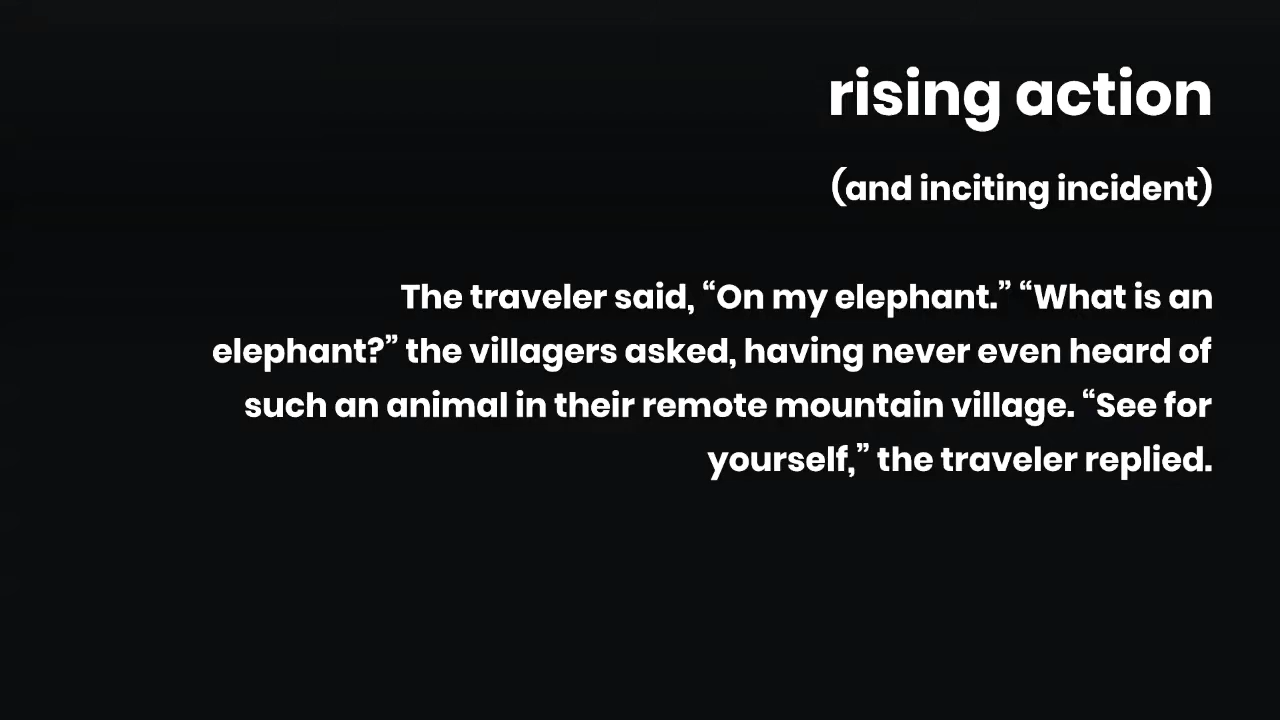 rising action
(and inciting incident)
The traveler said, “On my elephant.” “What is an
elephant?” the villagers asked, having never even heard of
such an animal in their remote mountain village. “See for
yourself,” the traveler replied.